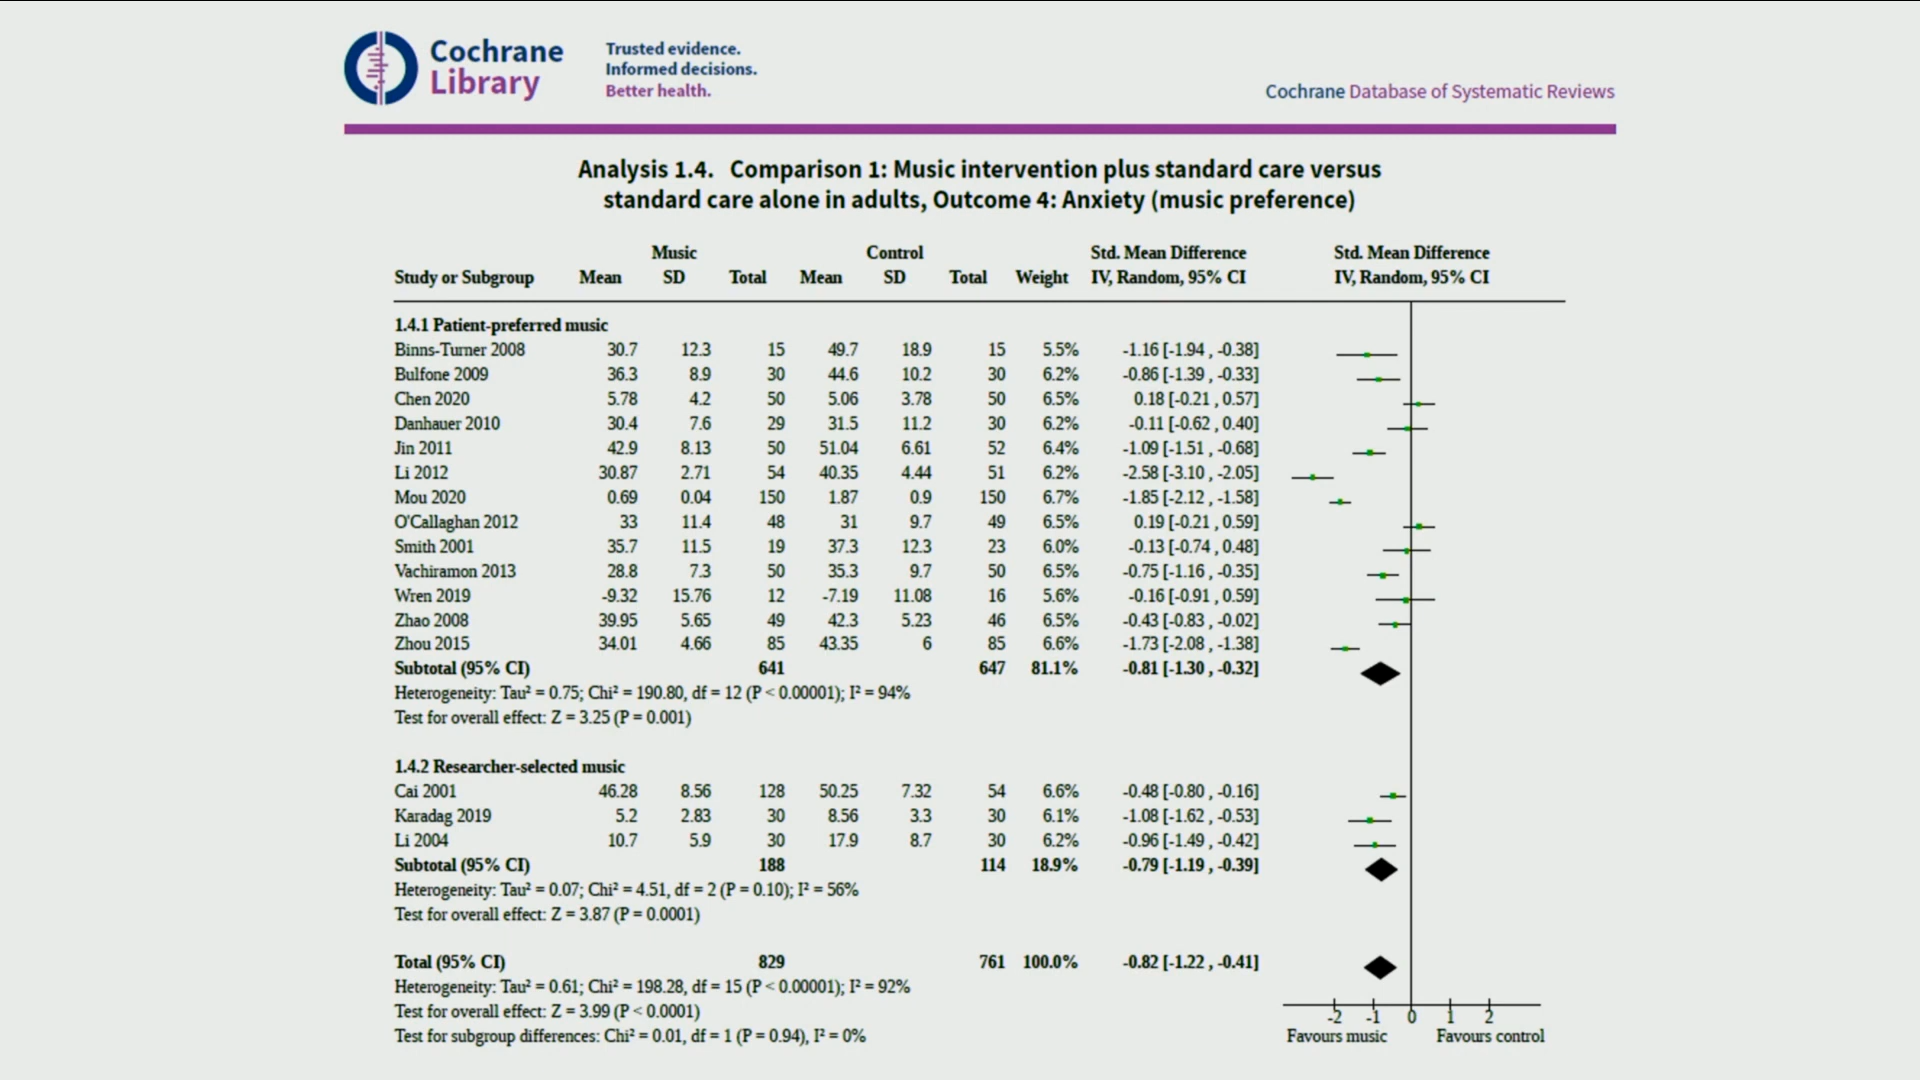 Cochrane
Library
Trusted evidence.
Informed decisions.
Better health.
Cochrane Database of Systematic Reviews
Analysis 1.4. Comparison 1: Music intervention plus standard care versus
standard care alone in adults, Outcome 4: Anxiety (music preference)
Music Control Std. Mean Difference Std. Mean Difference
Study or Subgroup Mean SD Total Mean SD Total Weight IV, Random, 95% CI IV, Random, 95% CI
1.4.1 Patient-preferred music
Binns-Turner 2008 30.7 12.3 15 49.7 18.9 15 5.5% -1.16 [-1.94 , -0.38]
Bulfone 2009 36.3 8.9 30 44.6 10.2 30 6.2% -0.86 [-1.39 , -0.33]
Chen 2020 5.78 4.2 50 5.06 3.78 50 6.5% 0.18 [-0.21 , 0.57]
Danhauer 2010 30.4 7.6 29 31.5 11.2 30 6.2% -0.11 [-0.62 , 0.40]
Jin 2011 42.9 8.13 50 51.04 6.61 52 6.4% -1.09 [-1.51 , -0.68]
Li 2012 30.87 2.71 54 40.35 4.44 51 6.2% -2.58 [-3.10 , -2.05]
Mou 2020 0.69 0.04 150 1.87 0.9 150 6.7% -1.85 [-2.12 , -1.58]
O'Callaghan 2012 33 11.4 48 31 9.7 49 6.5% 0.19 [-0.21 , 0.59]
Smith 2001 35.7 11.5 19 37.3 12.3 23 6.0% -0.13 [-0.74 , 0.48]
Vachiramon 2013 28.8 7.3 50 35.3 9.7 50 6.5% -0.75 [-1.16 , -0.35]
Wren 2019 -9.32 15.76 12 -7.19 11.08 16 5.6% -0.16 [-0.91 , 0.59]
Zhao 2008 39.95 5.65 49 42.3 5.23 46 6.5% -0.43 [-0.83 , -0.02]
Zhou 2015 34.01 4.66 85 43.35 6 85 6.6% -1.73 [-2.08 , -1.38]
Subtotal (95% CI) 641 647 81.1% -0.81 [-1.30 , -0.32]
Heterogeneity: Tau² = 0.75; Chi² = 190.80, df = 12 (P < 0.00001); I² = 94%
Test for overall effect: Z = 3.25 (P = 0.001)
1.4.2 Researcher-selected music
Cai 2001 46.28 8.56 128 50.25 7.32 54 6.6% -0.48 [-0.80 , -0.16]
Karadag 2019 5.2 2.83 30 8.56 3.3 30 6.1% -1.08 [-1.62 , -0.53]
Li 2004 10.7 5.9 30 17.9 8.7 30 6.2% -0.96 [-1.49 , -0.42]
Subtotal (95% CI) 188 114 18.9% -0.79 [-1.19 , -0.39]
Heterogeneity: Tau² = 0.07; Chi² = 4.51, df = 2 (P = 0.10); I² = 56%
Test for overall effect: Z = 3.87 (P = 0.0001)
Total (95% CI) 829 761 100.0% -0.82 [-1.22 , -0.41]
Heterogeneity: Tau² = 0.61; Chi² = 198.28, df = 15 (P < 0.00001); I² = 92%
Test for overall effect: Z = 3.99 (P < 0.0001)
-2 -1 0 1 2
Test for subgroup differences: Chi² = 0.01, df = 1 (P = 0.94), I² = 0%
Favours music Favours control